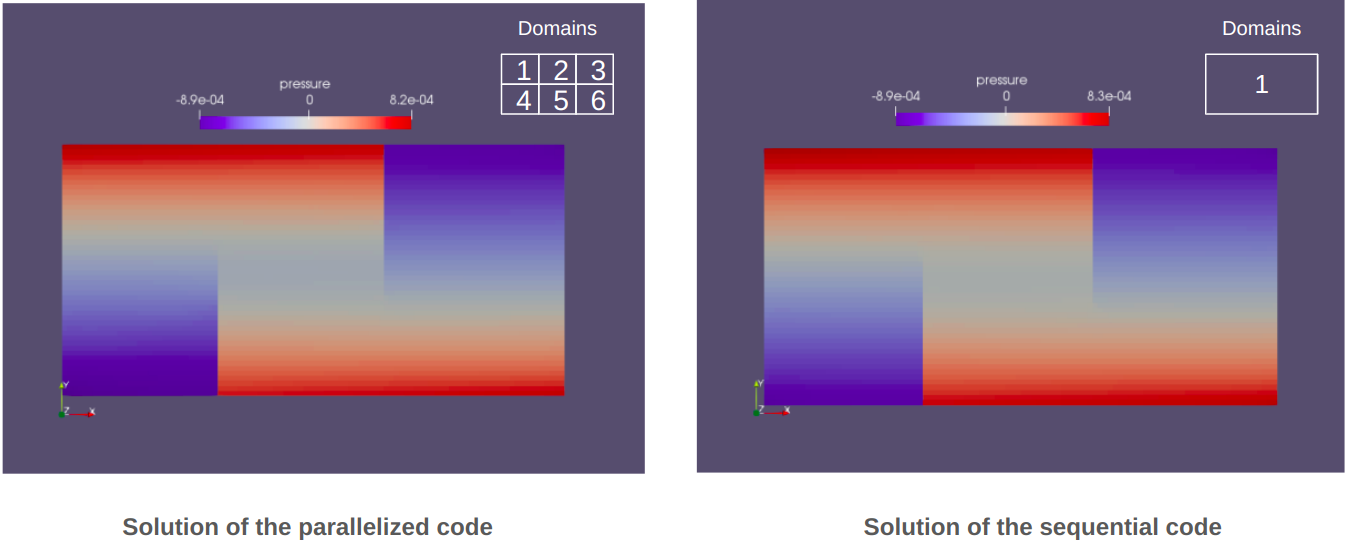 Domains
1 2 3
4 5 6
pressure
-8.9e-04 0 8.2e-04
Y
Z X
Solution of the parallelized code
Domains
1
pressure
-8.9e-04 0 8.3e-04
Y
Z X
Solution of the sequential code